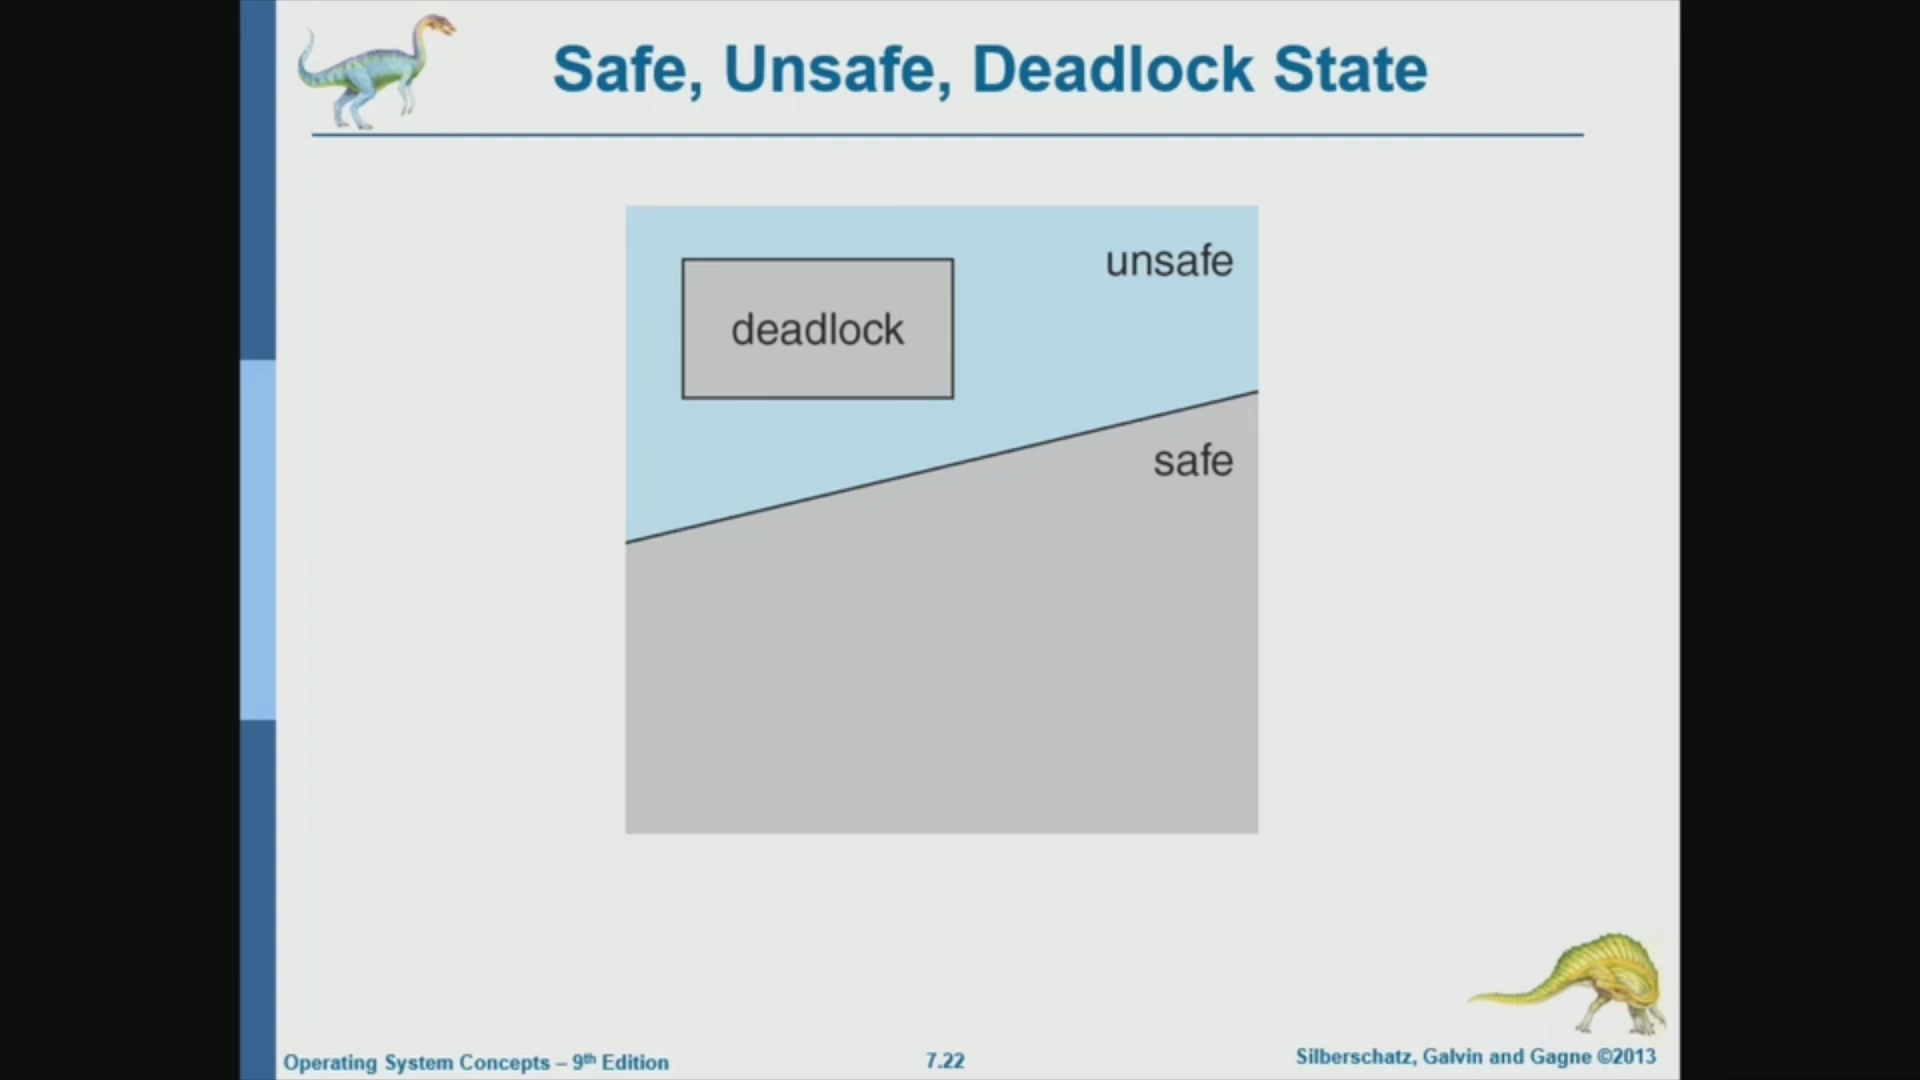 Safe, Unsafe, Deadlock State
unsafe
deadlock
safe
Operating System Concepts – 9th Edition
7.22
Silberschatz, Galvin and Gagne ©2013